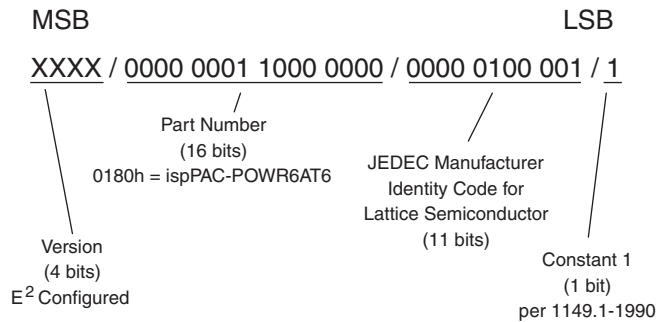 MSB LSB
XXXX / 0000 0001 1000 0000 / 0000 0100 001 / 1
Part Number
(16 bits)
0180h = ispPAC-POWR6AT6
JEDEC Manufacturer
Identity Code for
Lattice Semiconductor
(11 bits)
Version
(4 bits)
E2 Configured
Constant 1
(1 bit)
per 1149.1-1990